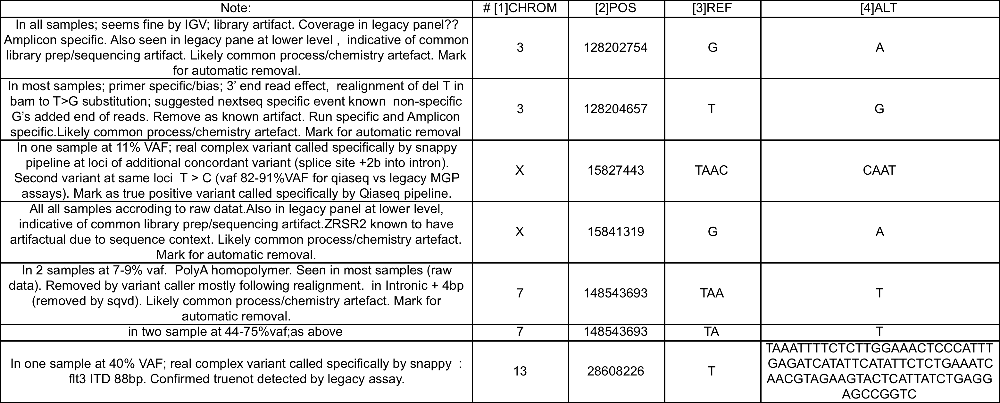 Note: # [1]CHROM [2]POS [3]REF [4]ALT
In all samples; seems fine by IGV; library artifact. Coverage in legacy panel??
Amplicon specific. Also seen in legacy pane at lower level , indicative of common
library prep/sequencing artifact. Likely common process/chemistry artefact. Mark
for automatic removal.
3 128202754 G A
In most samples; primer specific/bias; 3’ end read effect, realignment of del T in
bam to T>G substitution; suggested nextseq specific event known non-specific
G’s added end of reads. Remove as known artifact. Run specific and Amplicon
specific.Likely common process/chemistry artefact. Mark for automatic removal
3 128204657 T G
In one sample at 11% VAF; real complex variant called specifically by snappy
pipeline at loci of additional concordant variant (splice site +2b into intron).
Second variant at same loci T > C (vaf 82-91%VAF for qiaseq vs legacy MGP
assays). Mark as true positive variant called specifically by Qiaseq pipeline.
X 15827443 TAAC CAAT
All all samples accroding to raw datat.Also in legacy panel at lower level,
indicative of common library prep/sequencing artifact.ZRSR2 known to have
artifactual due to sequence context. Likely common process/chemistry artefact.
Mark for automatic removal.
X 15841319 G A
In 2 samples at 7-9% vaf. PolyA homopolymer. Seen in most samples (raw
data). Removed by variant caller mostly following realignment. in Intronic + 4bp
(removed by sqvd). Likely common process/chemistry artefact. Mark for
automatic removal.
7 148543693 TAA T
in two sample at 44-75%vaf;as above 7 148543693 TA T
In one sample at 40% VAF; real complex variant called specifically by snappy :
flt3 ITD 88bp. Confirmed truenot detected by legacy assay.
13 28608226 T
TAAATTTTCTCTTGGAAACTCCCATTT
GAGATCATATTCATATTCTCTGAAATC
AACGTAGAAGTACTCATTATCTGAGG
AGCCGGTC